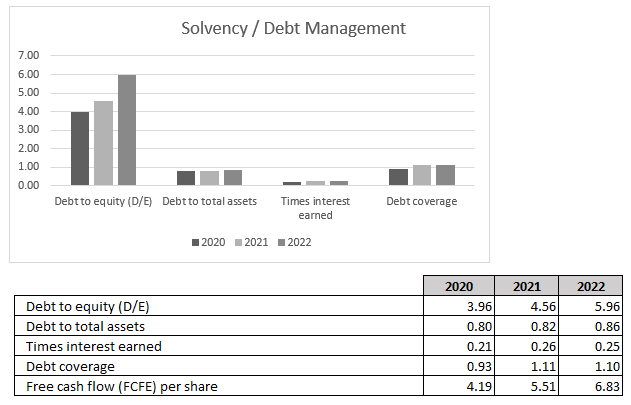 Solvency / Debt Management
7.00
6.00
5.00
4.00
3.00
2.00
1.00
0.00
Debt to equity (D/E) Debt to total assets Times interest earned Debt coverage
2020 2021 2022
2020 2021 2022
Debt to equity (D/E) 3.96 4.56 5.96
Debt to total assets 0.80 0.82 0.86
Times interest earned 0.21 0.26 0.25
Debt coverage 0.93 1.11 1.10
Free cash flow (FCFE) per share 4.19 5.51 6.83